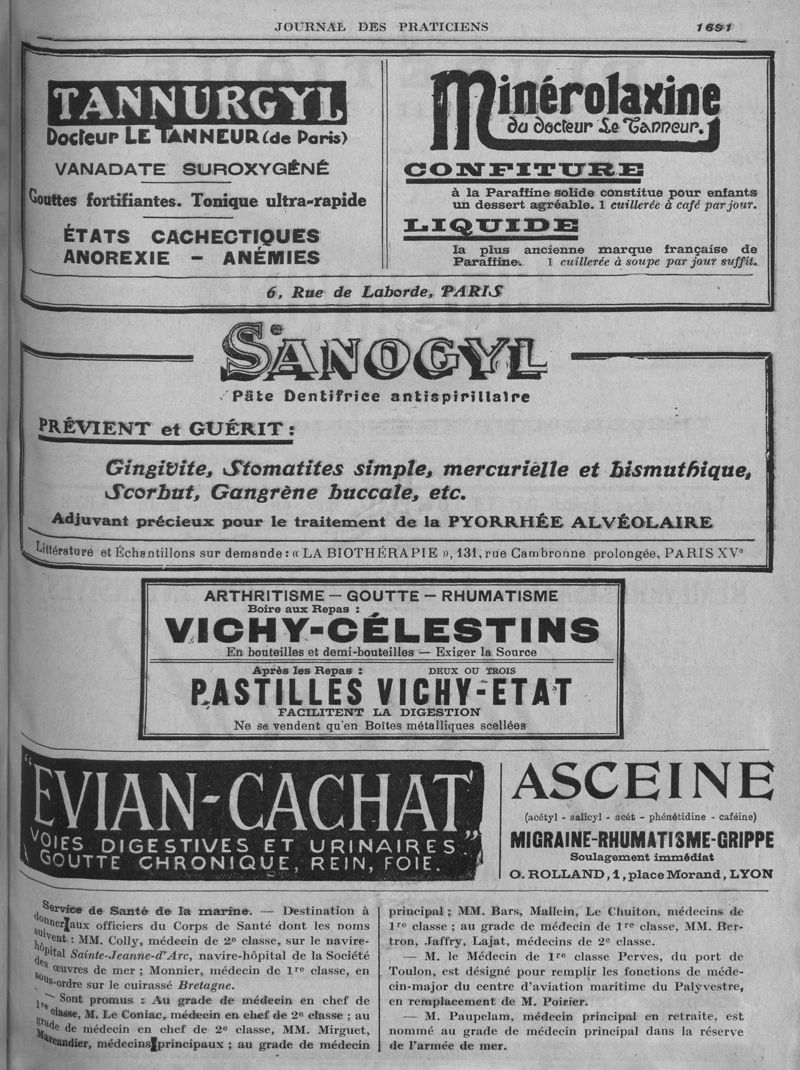 JOURNAL DES PRATICIENS 1691
TANNURGYL
Docteur LE TANNEUR (de Paris)
VANADATE SUROXYGÉNÉ
Gouttes fortifiantes. Tonique ultra-rapide
ÉTATS CACHECTIQUES
ANOREXIE - ANÉMIES
Minérolaxine
du docteur Le Tanneur.
CONFITURE
à la Paraffine solide constitue pour enfants
un dessert agréable. 1 cuillerée à café par jour.
LIQUIDE
la plus ancienne marque française de
Paraffine. 1 cuillerée à soupe par jour suffit.
6, Rue de Laborde, PARIS
SANOGYL
Pâte Dentifrice antispirillaire
PRÉVIENT et GUÉRIT :
Gingivite, Stomatites simple, mercurielle et bismuthique,
Scorbut, Gangrène buccale, etc.
Adjuvant précieux pour le traitement de la PYORRHÉE ALVÉOLAIRE
Littérature et Échantillons sur demande : « LA BIOTHÉRAPIE », 131, rue Cambronne prolongée, PARIS XVe
ARTHRITISME — GOUTTE — RHUMATISME
Boire aux Repas :
VICHY-CÉLESTINS
En bouteilles et demi-bouteilles — Exiger la Source
Après les Repas : DEUX OU TROIS
PASTILLES VICHY-ETAT
FACILITENT LA DIGESTION
Ne se vendent qu'en Boîtes métalliques scellées
"EVIAN-CACHAT"
VOIES DIGESTIVES ET URINAIRES
GOUTTE CHRONIQUE, REIN, FOIE.
ASCEINE
(acétyl - salicyl - acét - phénétidine - caféine)
MIGRAINE-RHUMATISME-GRIPPE
Soulagement immédiat
O. ROLLAND, 1, place Morand, LYON
Service de Santé de la marine. — Destination à
donner aux officiers du Corps de Santé dont les noms
suivent : MM. Colly, médecin de 2e classe, sur le navire-
hôpital Sainte-Jeanne-d'Arc, navire-hôpital de la Société
des œuvres de mer ; Monnier, médecin de 1re classe, en
sous-ordre sur le cuirassé Bretagne.
— Sont promus : Au grade de médecin en chef de
1re classe, M. Le Coniac, médecin en chef de 2e classe ; au
grade de médecin en chef de 2e classe, MM. Mirguet,
Marcandier, médecins principaux ; au grade de médecin
principal ; MM. Bars, Mallein, Le Chuiton, médecins de
1re classe ; au grade de médecin de 1re classe, MM. Ber-
tron, Jaffry, Lajat, médecins de 2e classe.
— M. le Médecin de 1re classe Perves, du port de
Toulon, est désigné pour remplir les fonctions de méde-
cin-major du centre d'aviation maritime du Palyvestre,
en remplacement de M. Poirier.
— M. Paupelam, médecin principal en retraite, est
nommé au grade de médecin principal dans la réserve
de l'armée de mer.